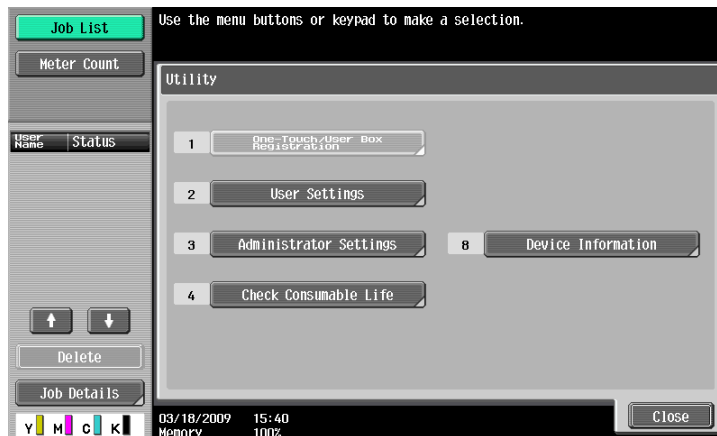 Job List
Use the menu buttons or keypad to make a selection.
Meter Count
Utility
User Name Status
1 One-Touch/User Box
Registration
2 User Settings
3 Administrator Settings
8 Device Information
4 Check Consumable Life
Delete
Job Details
Y M C K
03/18/2009 15:40
Memory 100%
Close